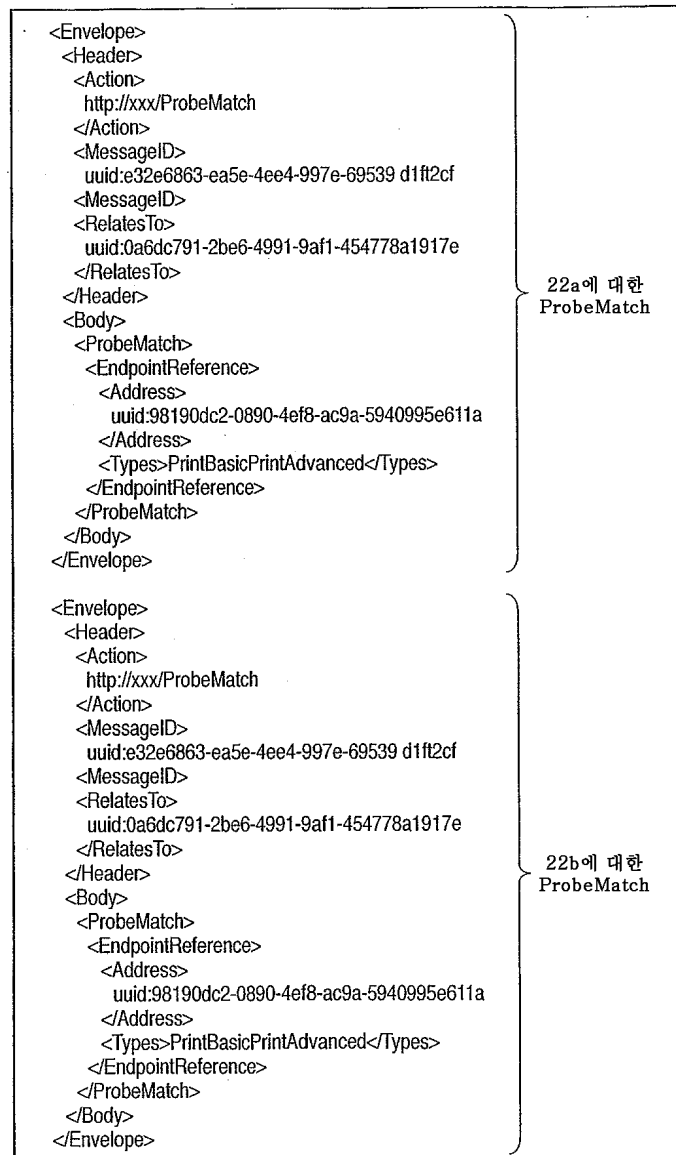 <Envelope>
<Header>
<Action>
http://xxx/ProbeMatch
</Action>
<MessageID>
uuid:e32e6863-ea5e-4ee4-997e-69539 d1ft2cf
<MessageID>
<RelatesTo>
uuid:0a6dc791-2be6-4991-9af1-454778a1917e
</RelatesTo>
</Header>
<Body>
<ProbeMatch>
<EndpointReference>
<Address>
uuid:98190dc2-0890-4ef8-ac9a-5940995e611a
</Address>
<Types>PrintBasicPrintAdvanced</Types>
</EndpointReference>
</ProbeMatch>
</Body>
</Envelope>
22a에 대한
ProbeMatch
<Envelope>
<Header>
<Action>
http://xxx/ProbeMatch
</Action>
<MessageID>
uuid:e32e6863-ea5e-4ee4-997e-69539 d1ft2cf
<MessageID>
<RelatesTo>
uuid:0a6dc791-2be6-4991-9af1-454778a1917e
</RelatesTo>
</Header>
<Body>
<ProbeMatch>
<EndpointReference>
<Address>
uuid:98190dc2-0890-4ef8-ac9a-5940995e611a
</Address>
<Types>PrintBasicPrintAdvanced</Types>
</EndpointReference>
</ProbeMatch>
</Body>
</Envelope>
22b에 대한
ProbeMatch